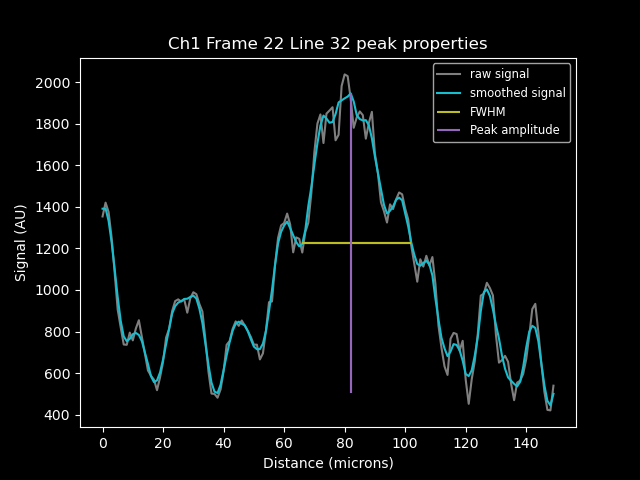 Ch1 Frame 22 Line 32 peak properties
raw signal
smoothed signal
FWHM
Peak amplitude
Signal (AU)
2000
1800
1600
1400
1200
1000
800
600
400
0 20 40 60 80 100 120 140
Distance (microns)